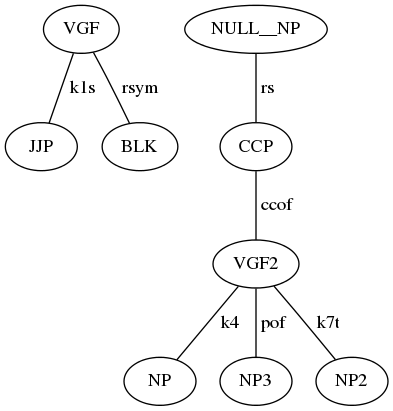 VGF NULL__NP
k1s rsym rs
JJP BLK CCP
ccof
VGF2
k4 pof k7t
NP NP3 NP2